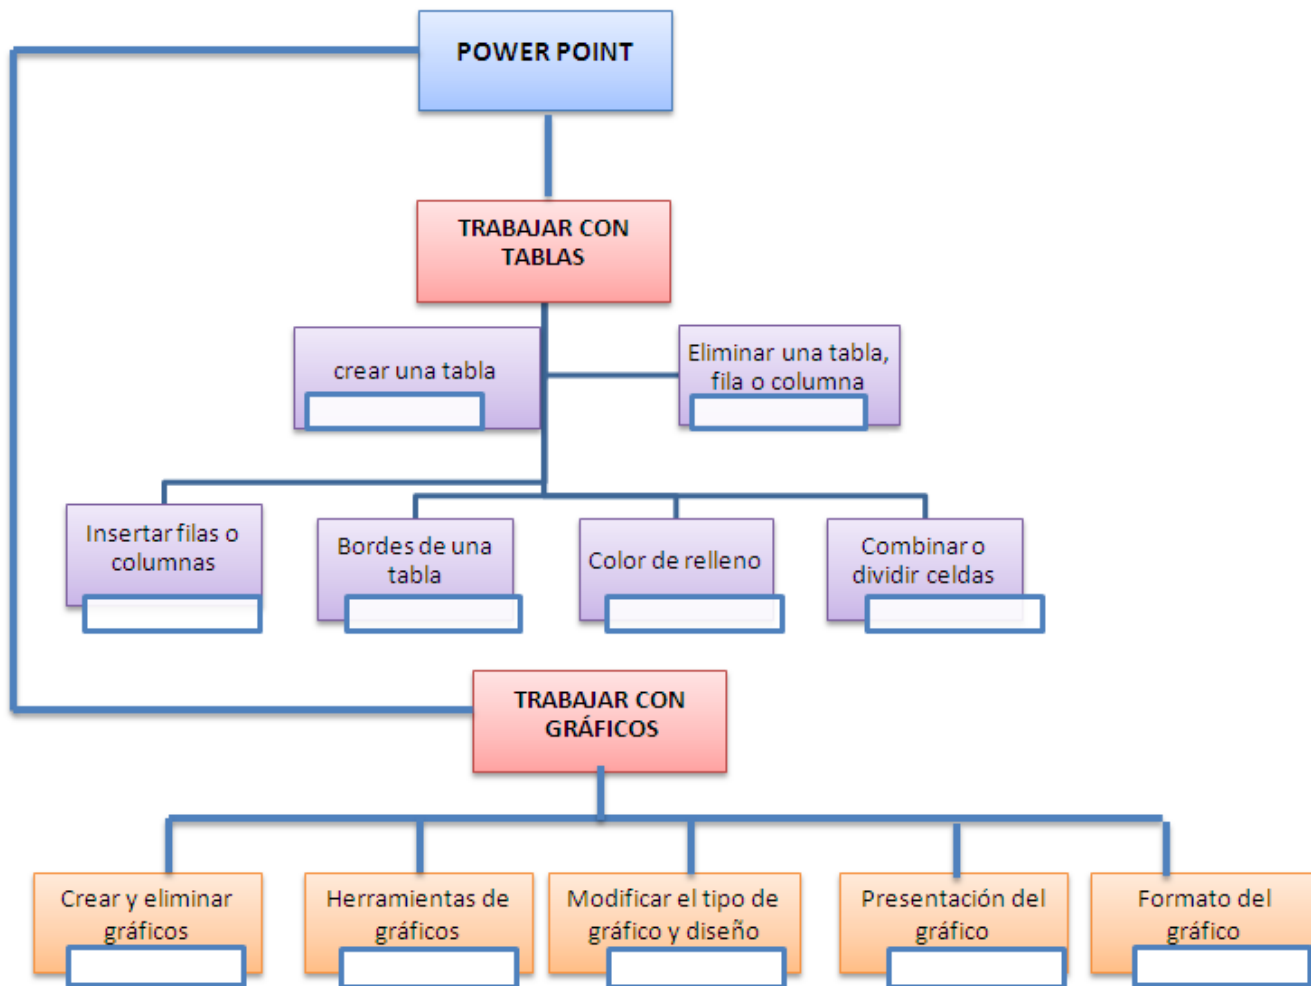 POWER POINT
TRABAJAR CON
TABLAS
crear una tabla
Eliminar una tabla,
fila o columna
Insertar filas o
columnas
Bordes de una
tabla
Color de relleno
Combinar o
dividir celdas
TRABAJAR CON
GRÁFICOS
Crear y eliminar
gráficos
Herramientas de
gráficos
Modificar el tipo de
gráfico y diseño
Presentación del
gráfico
Formato del
gráfico